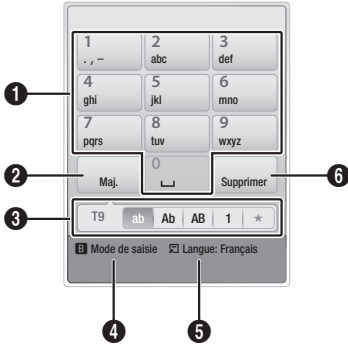 1 2 3
. , – abc def
4 5 6
ghi jkl mno
7 8 9
pqrs tuv wxyz
0
Maj. ⌴ Supprimer
T9 ab Ab AB 1 ★
B Mode de saisie Langue: Français
1
2
3
4
5
6